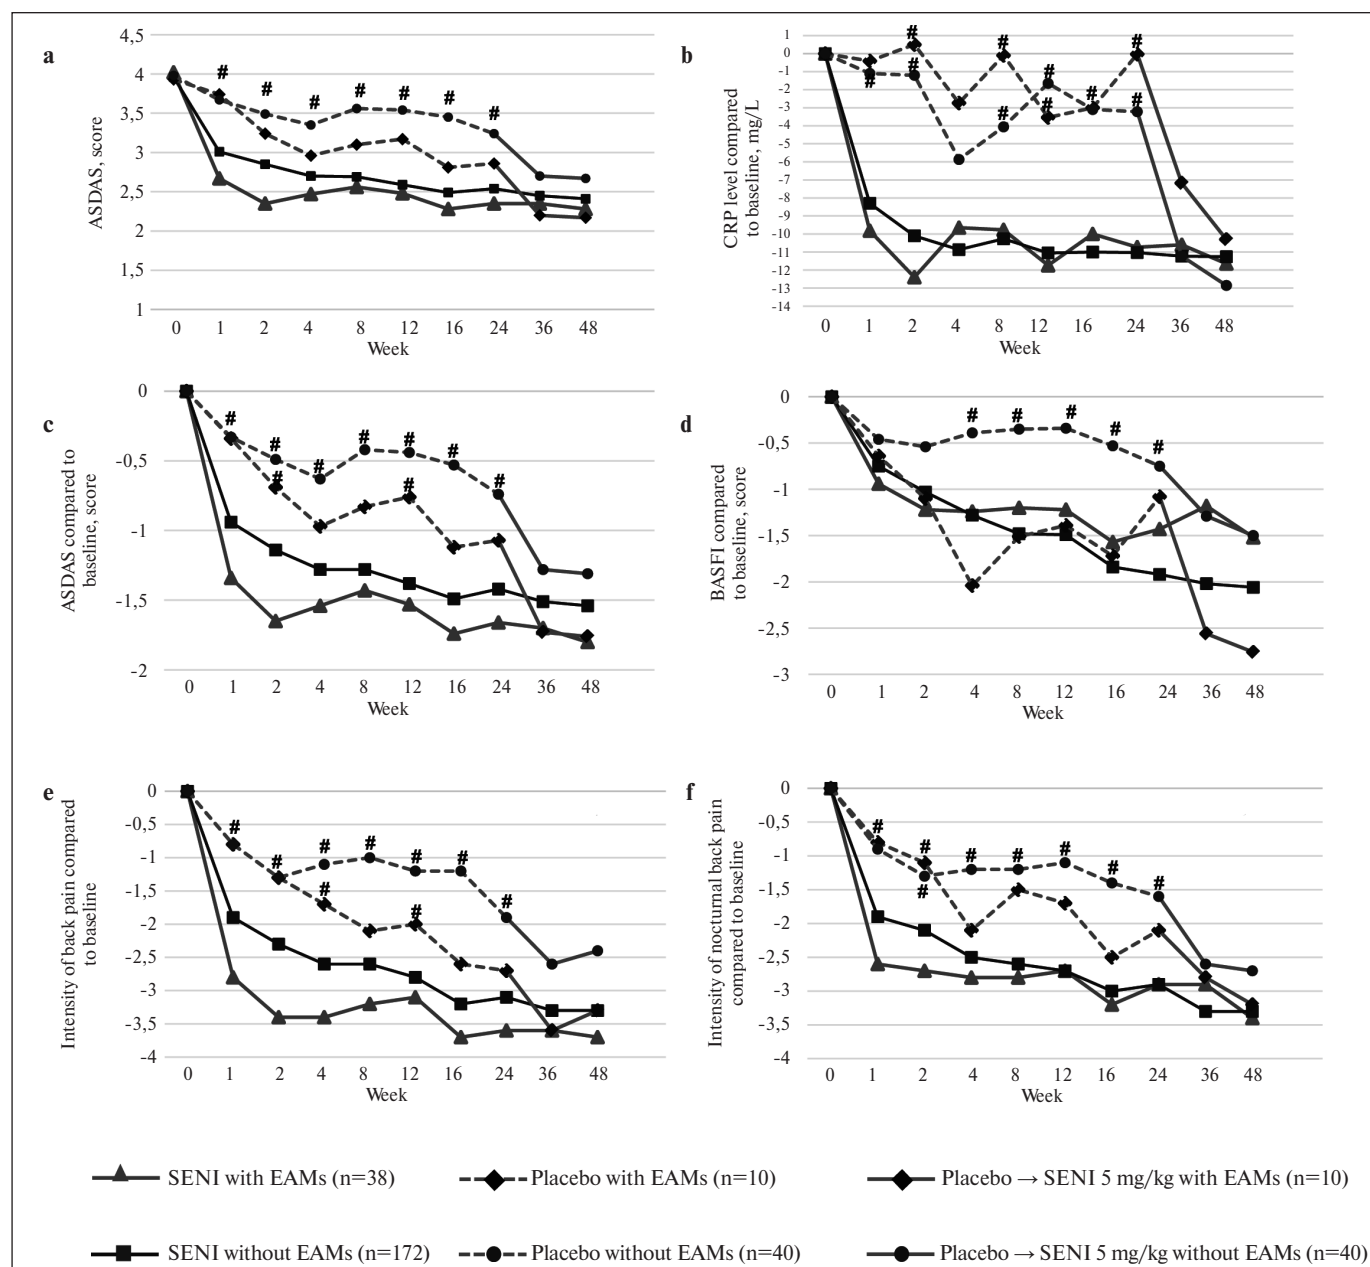 a
4,5
4
3,5
3
2,5
2
1,5
1
ASDAS, score
# # # # # # # #
0 1 2 4 8 12 16 24 36 48
Week
b
1
0
-1
-2
-3
-4
-5
-6
-7
-8
-9
-10
-11
-12
-13
-14
CRP level compared
to baseline, mg/L
# # # #
# # # # # #
0 1 2 4 8 12 16 24 36 48
Week
c
0
-0,5
-1
-1,5
-2
ASDAS compared to
baseline, score
# # # # # # #
# #
0 1 2 4 8 12 16 24 36 48
Week
d
0
-0,5
-1
-1,5
-2
-2,5
-3
BASFI compared
to baseline, score
# # # # #
0 1 2 4 8 12 16 24 36 48
Week
e
0
-0,5
-1
-1,5
-2
-2,5
-3
-3,5
-4
Intensity of back pain compared
to baseline
# # # # # # #
# #
0 1 2 4 8 12 16 24 36 48
Week
f
0
-0,5
-1
-1,5
-2
-2,5
-3
-3,5
-4
Intensity of nocturnal back pain
compared to baseline
# # # # # # #
#
0 1 2 4 8 12 16 24 36 48
Week
SENI with EAMs (n=38)
Placebo with EAMs (n=10)
Placebo → SENI 5 mg/kg with EAMs (n=10)
SENI without EAMs (n=172)
Placebo without EAMs (n=40)
Placebo → SENI 5 mg/kg without EAMs (n=40)